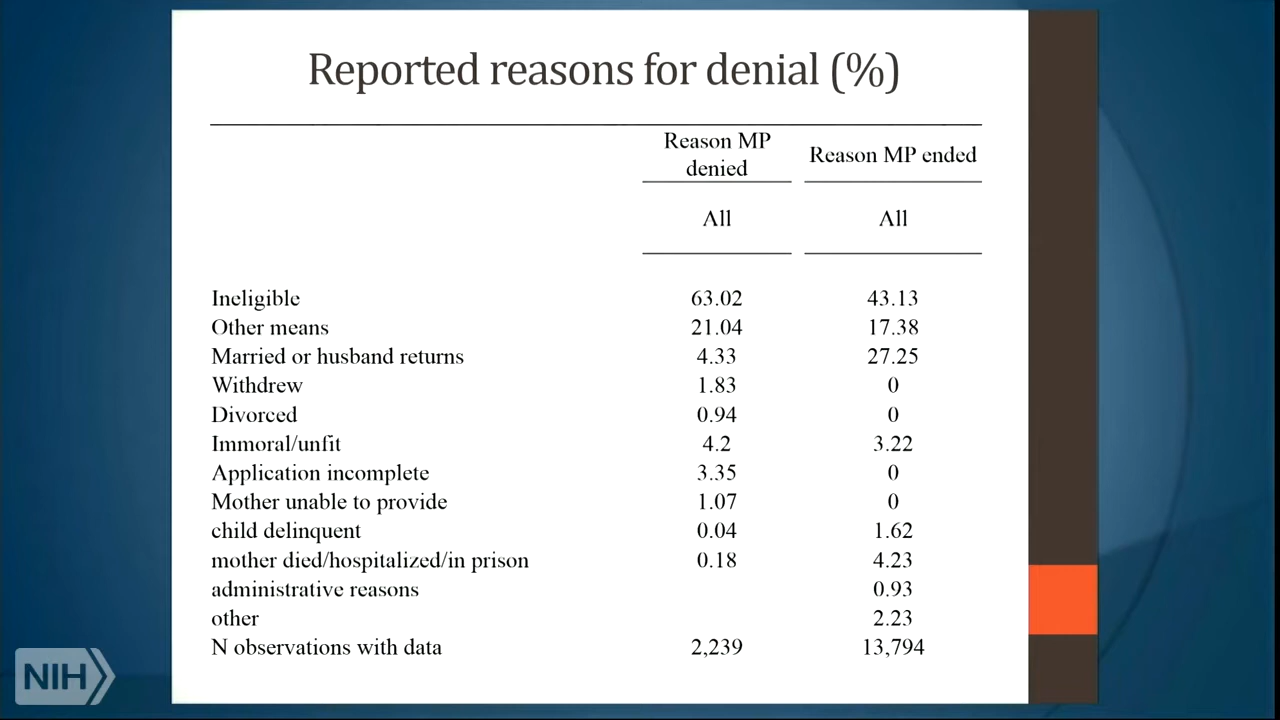 Reported reasons for denial (%)
Reason MP denied Reason MP ended
All All
Ineligible 63.02 43.13
Other means 21.04 17.38
Married or husband returns 4.33 27.25
Withdrew 1.83 0
Divorced 0.94 0
Immoral/unfit 4.2 3.22
Application incomplete 3.35 0
Mother unable to provide 1.07 0
child delinquent 0.04 1.62
mother died/hospitalized/in prison 0.18 4.23
administrative reasons 0.93
other 2.23
N observations with data 2,239 13,794
NIH